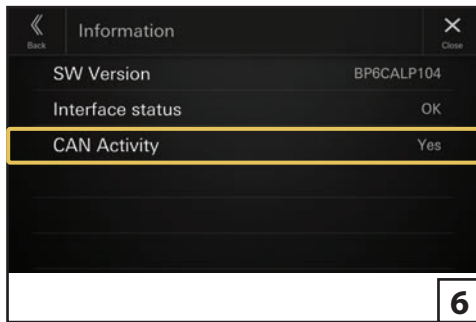 Back
Information
Close
SW Version BP6CALP104
Interface status OK
CAN Activity Yes
6